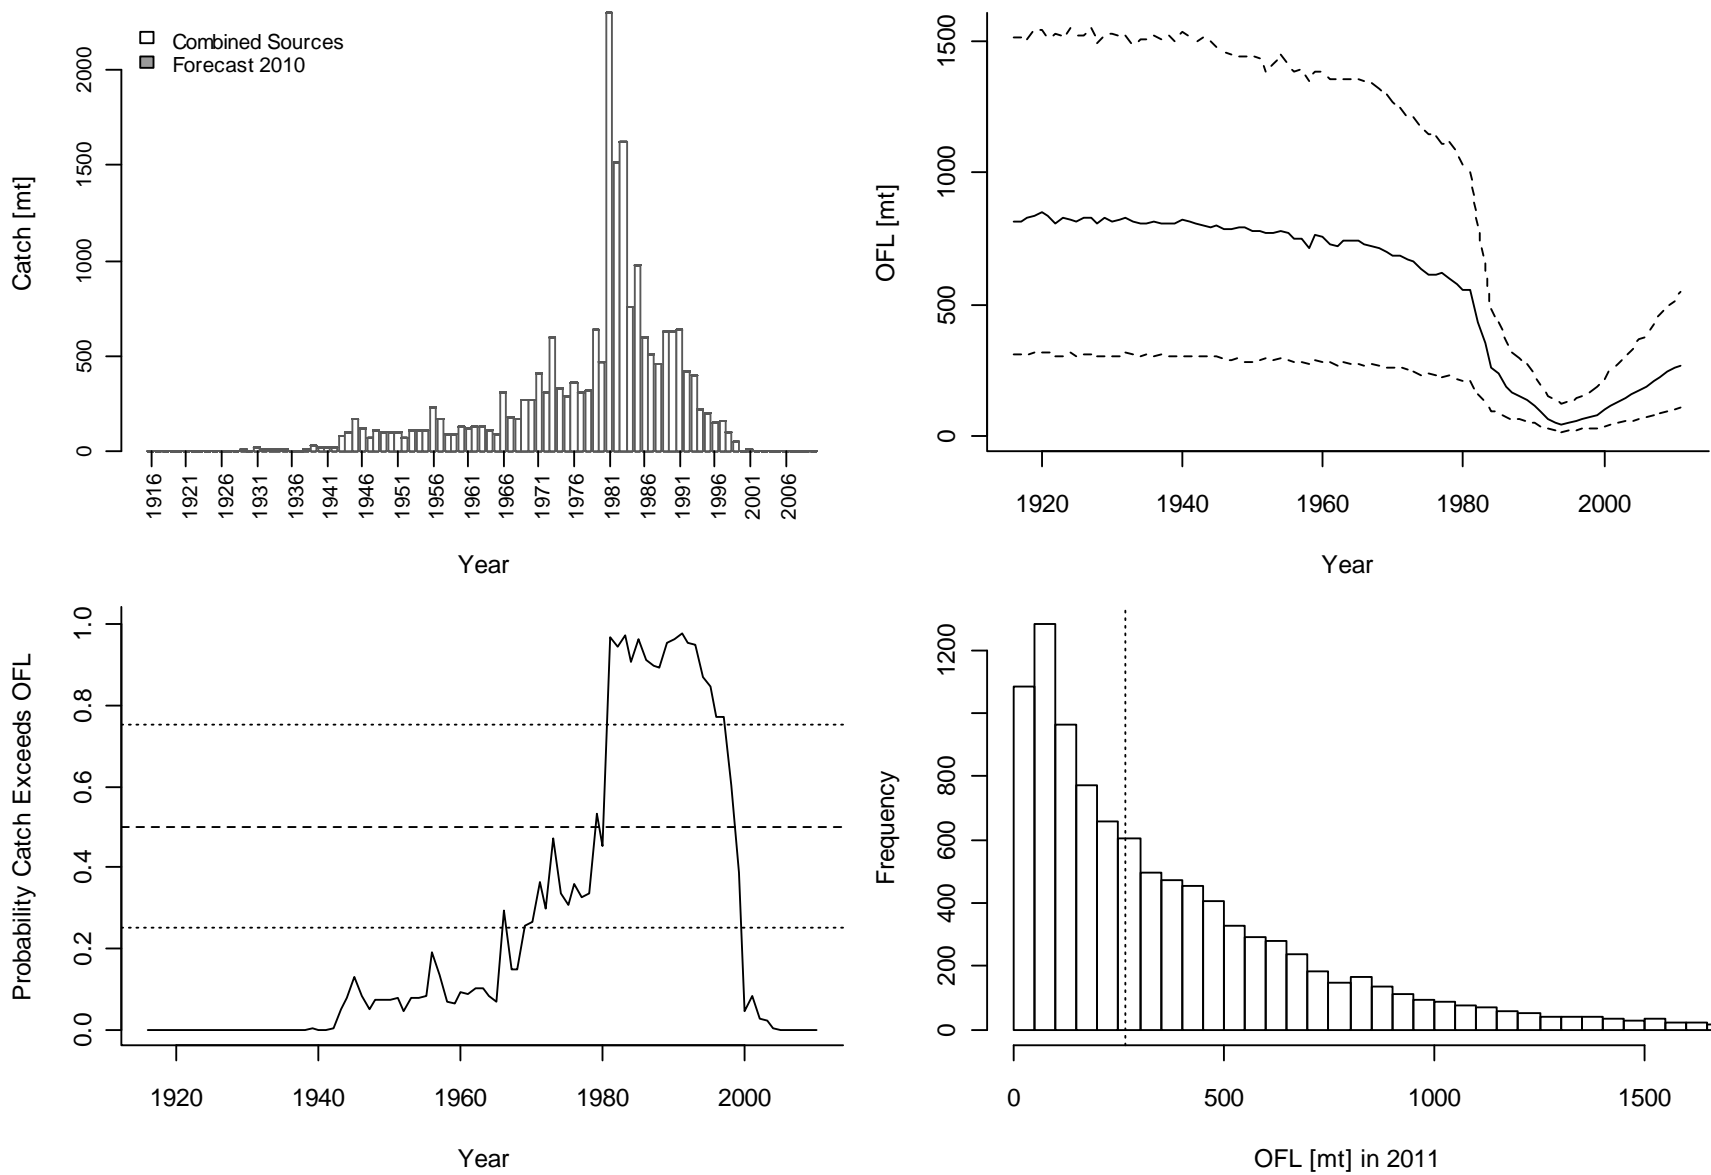 Combined Sources
Forecast 2010
Catch [mt]
0 500 1000 1500 2000
1916 1921 1926 1931 1936 1941 1946 1951 1956 1961 1966 1971 1976 1981 1986 1991 1996 2001 2006
Year
OFL [mt]
0 500 1000 1500
1920 1940 1960 1980 2000
Year
Probability Catch Exceeds OFL
0.0 0.2 0.4 0.6 0.8 1.0
1920 1940 1960 1980 2000
Year
Frequency
0 200 400 600 800 1200
0 500 1000 1500
OFL [mt] in 2011